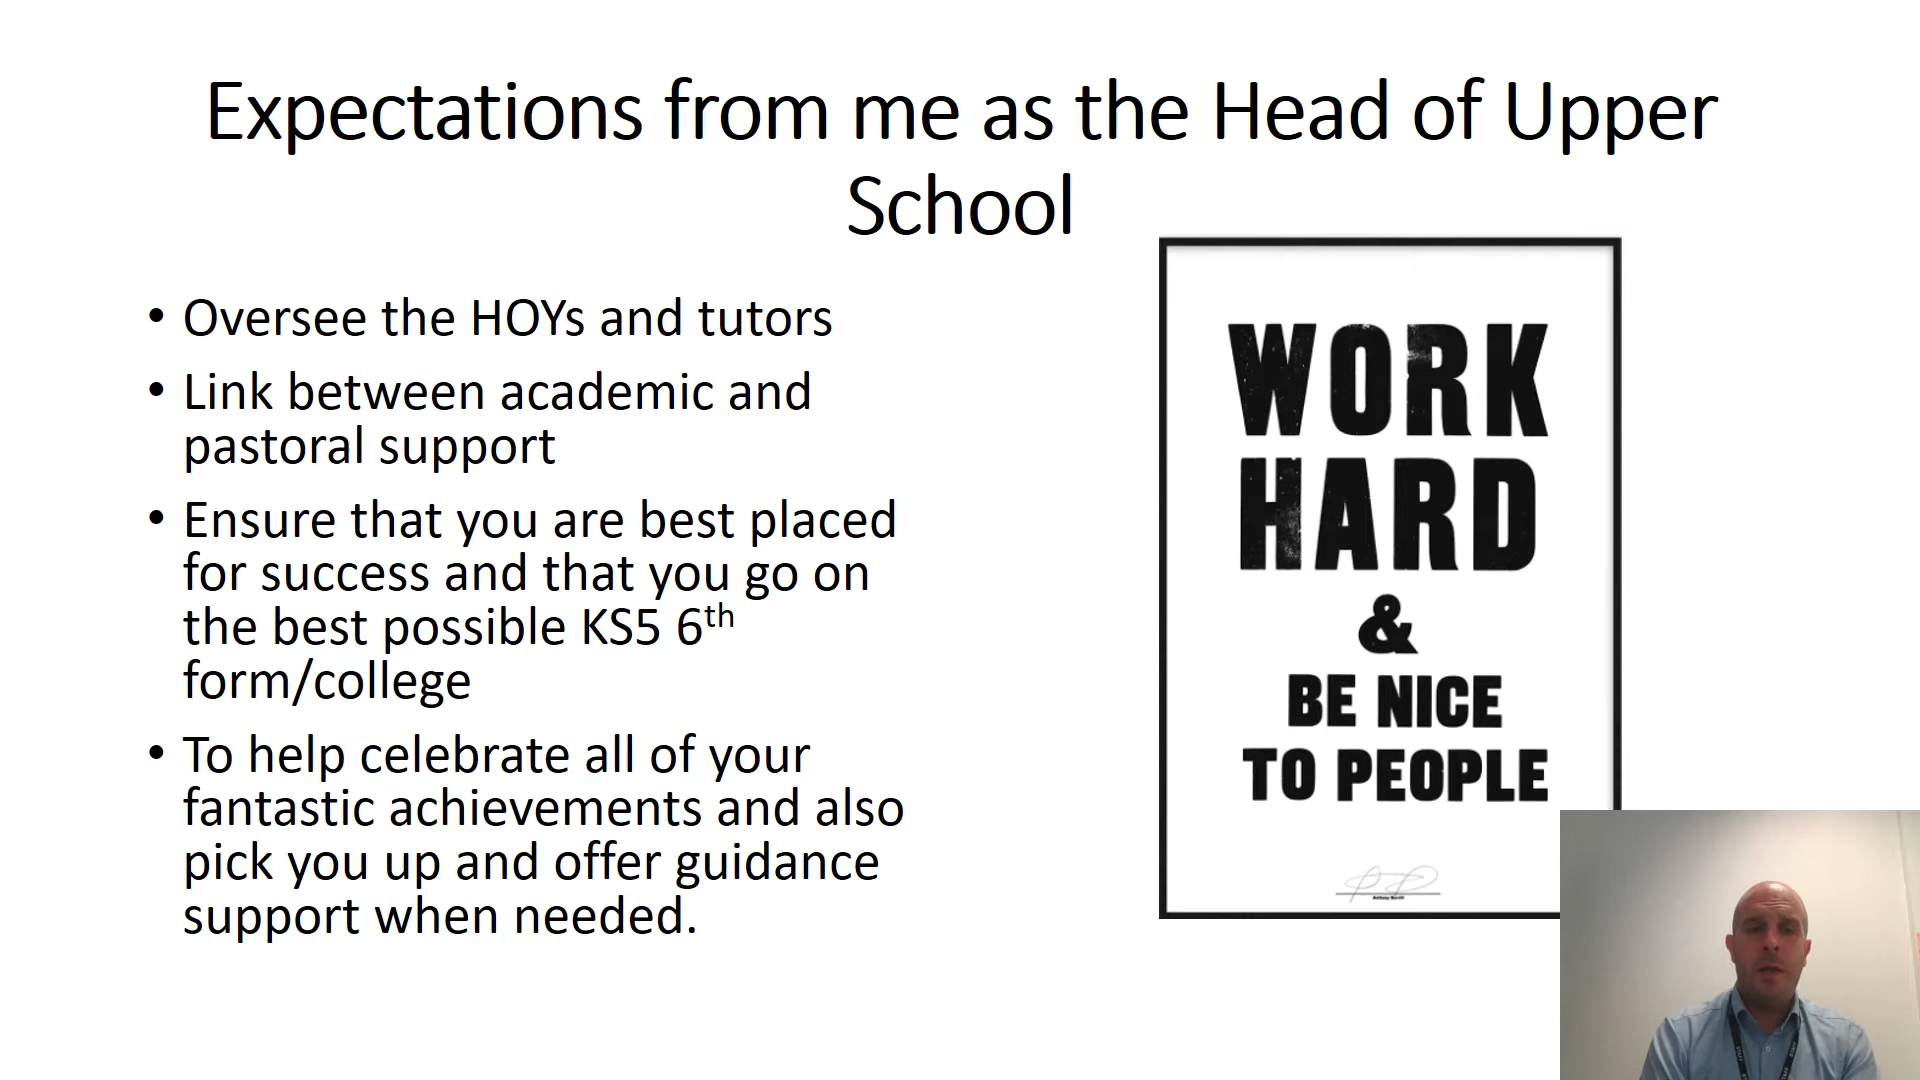 Expectations from me as the Head of Upper
School
• Oversee the HOYs and tutors
• Link between academic and
pastoral support
• Ensure that you are best placed
for success and that you go on
the best possible KS5 6th
form/college
• To help celebrate all of your
fantastic achievements and also
pick you up and offer guidance
support when needed.
WORK
HARD
&
BE NICE
TO PEOPLE
Anthony Burrill